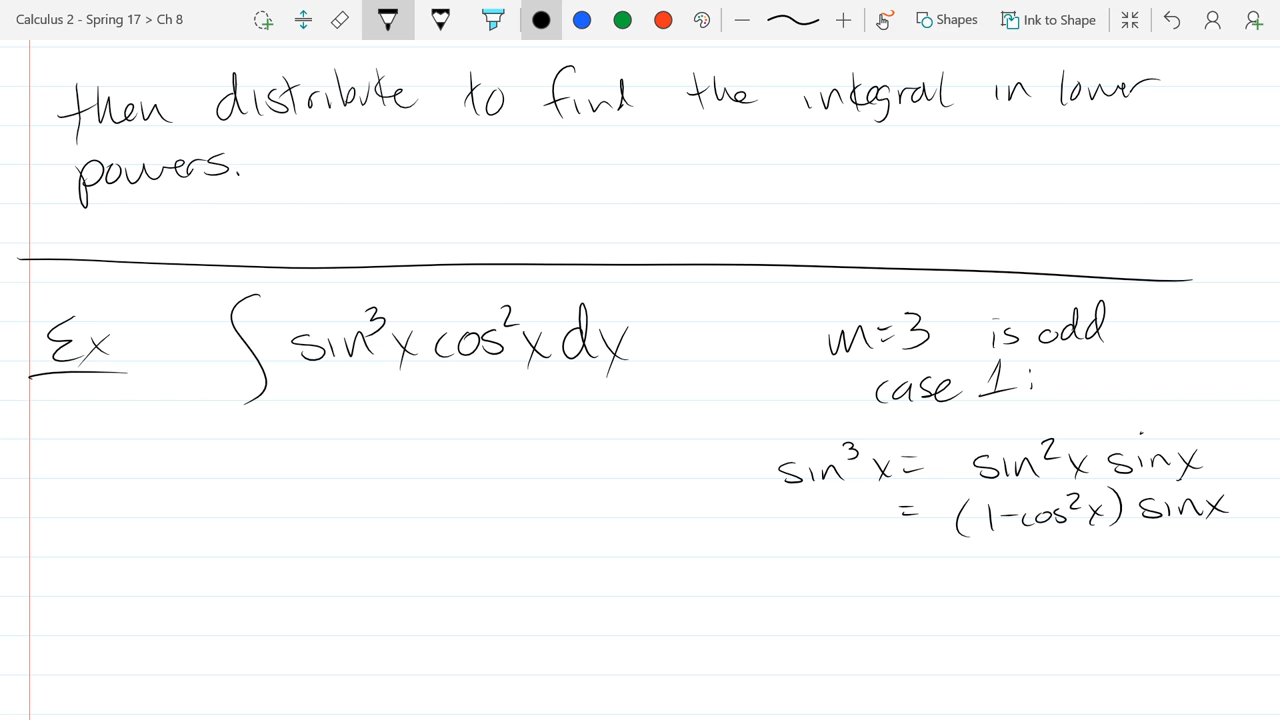 Calculus 2 - Spring 17 > Ch 8
Shapes
Ink to Shape
then distribute to find the integral in lower
powers.
Ex ∫ sin³x cos²x dx
m=3 is odd
case 1:
sin³x = sin²x sinx
= (1-cos²x) sinx